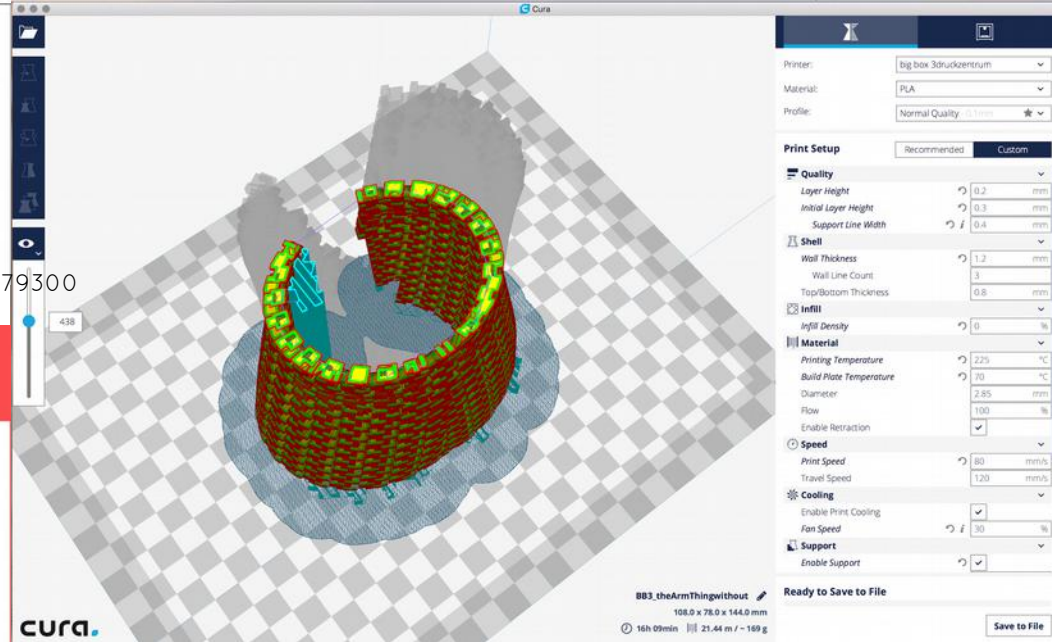 Cura
Printer: big box 3druckzentrum
Material: PLA
Profile: Normal Quality - 0.1mm
Print Setup Recommended Custom
Quality
Layer Height 0.2 mm
Initial Layer Height 0.3 mm
Support Line Width i 0.4 mm
Shell
Wall Thickness 1.2 mm
Wall Line Count 3
Top/Bottom Thickness 0.8 mm
Infill
Infill Density 0 %
Material
Printing Temperature 225 °C
Build Plate Temperature 70 °C
Diameter 2.85 mm
Flow 100 %
Enable Retraction
Speed
Print Speed 80 mm/s
Travel Speed 120 mm/s
Cooling
Enable Print Cooling
Fan Speed i 30 %
Support
Enable Support
79300
438
BB3_theArmThingwithout
108.0 x 78.0 x 144.0 mm
16h 09min 21.44 m / ~ 169 g
Ready to Save to File
Save to File
cura.